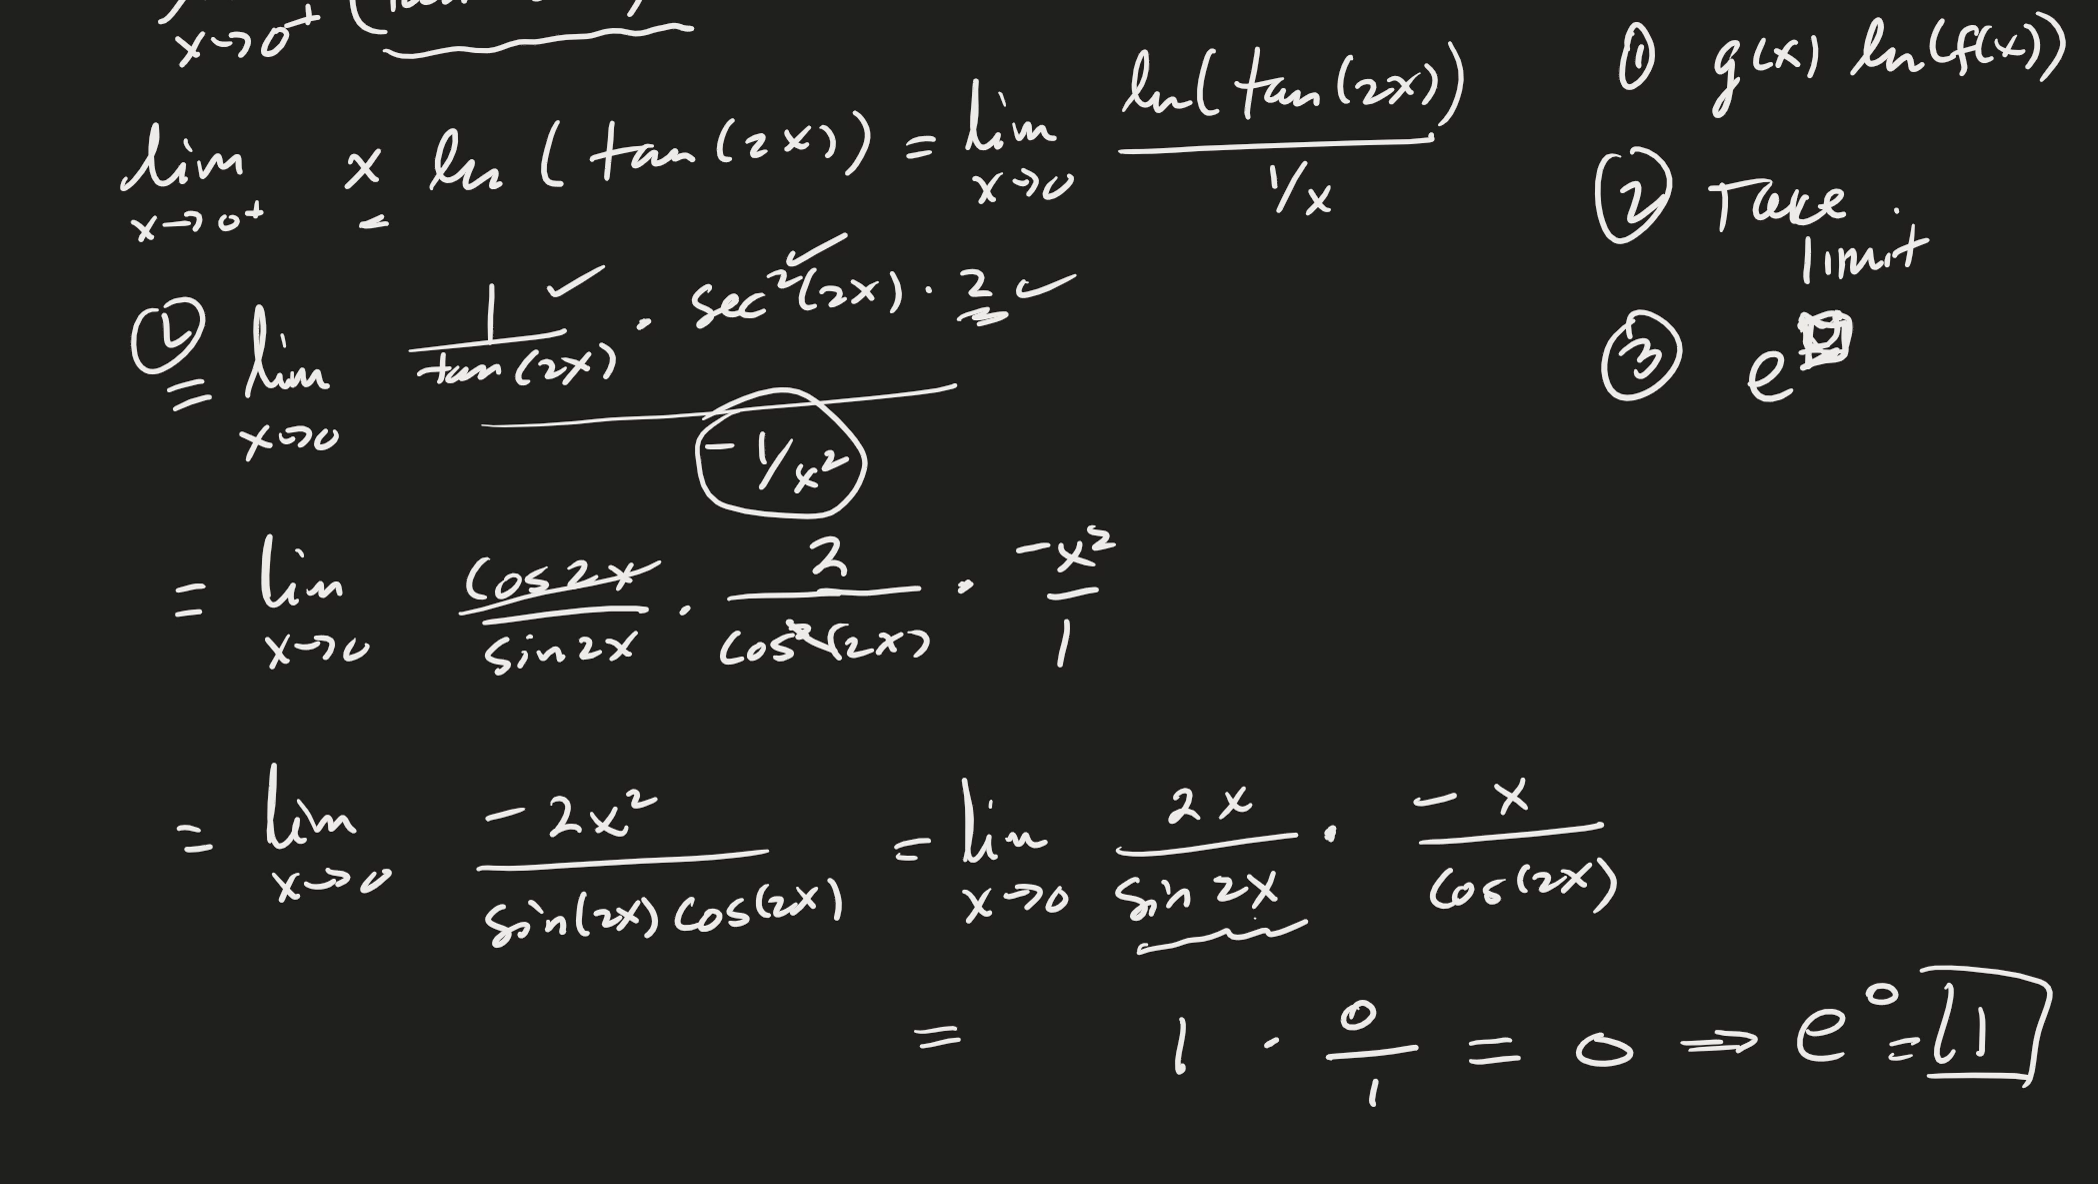 x→0⁺
lim x→0⁺ x ln(tan(2x)) = lim x→0 ln(tan(2x)) / 1/x
Ⓛ = lim x→0 1/tan(2x) · sec²(2x) · 2 / -1/x²
= lim x→0 cos2x/sin2x · 2/cos²(2x) · -x²/1
= lim x→0 -2x²/sin(2x)cos(2x) = lim x→0 2x/sin2x · -x/cos(2x)
= 1 · 0/1 = 0 ⇒ e⁰ = 1
① g(x) ln(f(x))
② Take
limit
③ e